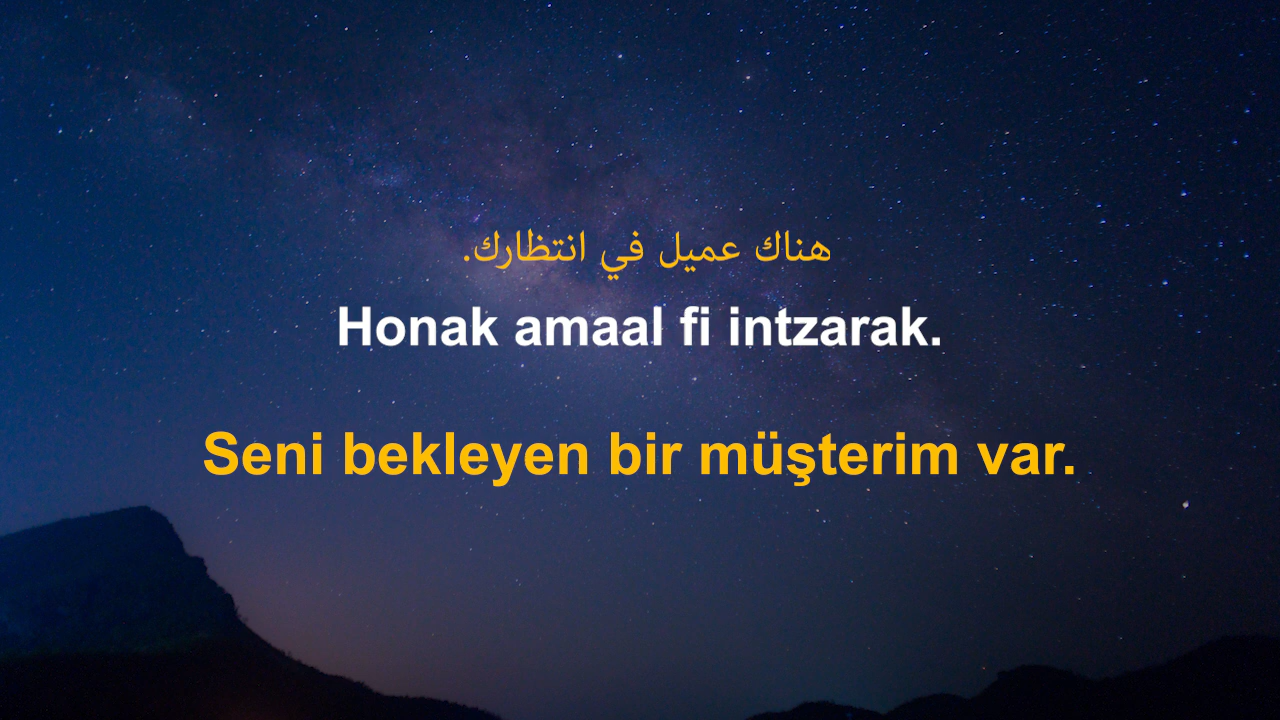 هناك عميل في انتظارك.
Honak amaal fi intzarak.
Seni bekleyen bir müşterim var.